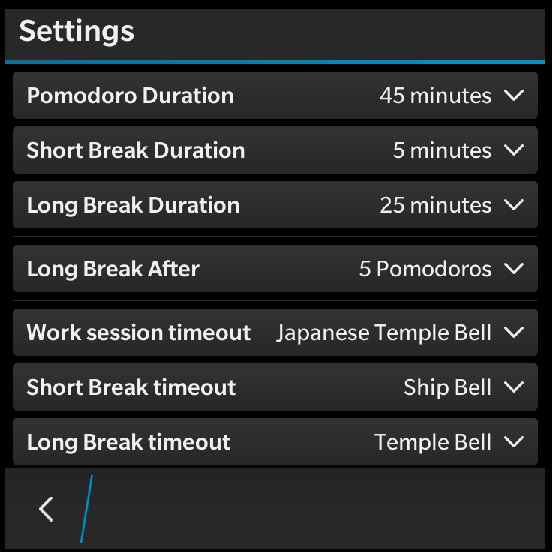 Settings
Pomodoro Duration 45 minutes
Short Break Duration 5 minutes
Long Break Duration 25 minutes
Long Break After 5 Pomodoros
Work session timeout Japanese Temple Bell
Short Break timeout Ship Bell
Long Break timeout Temple Bell